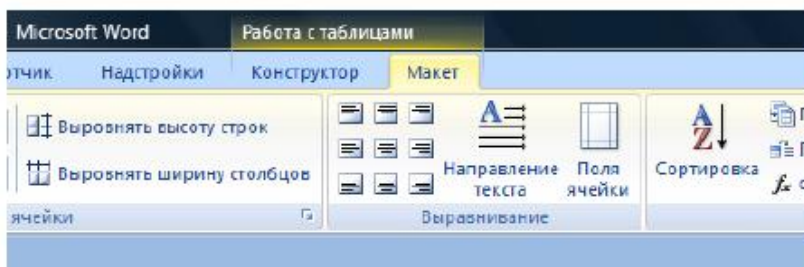 Microsoft Word Работа с таблицами
Надстройки Конструктор Макет
Выровнять высоту строк
Выровнять ширину столбцов
Направление текста
Поля ячейки
Сортировка
ячейки Выравнивание